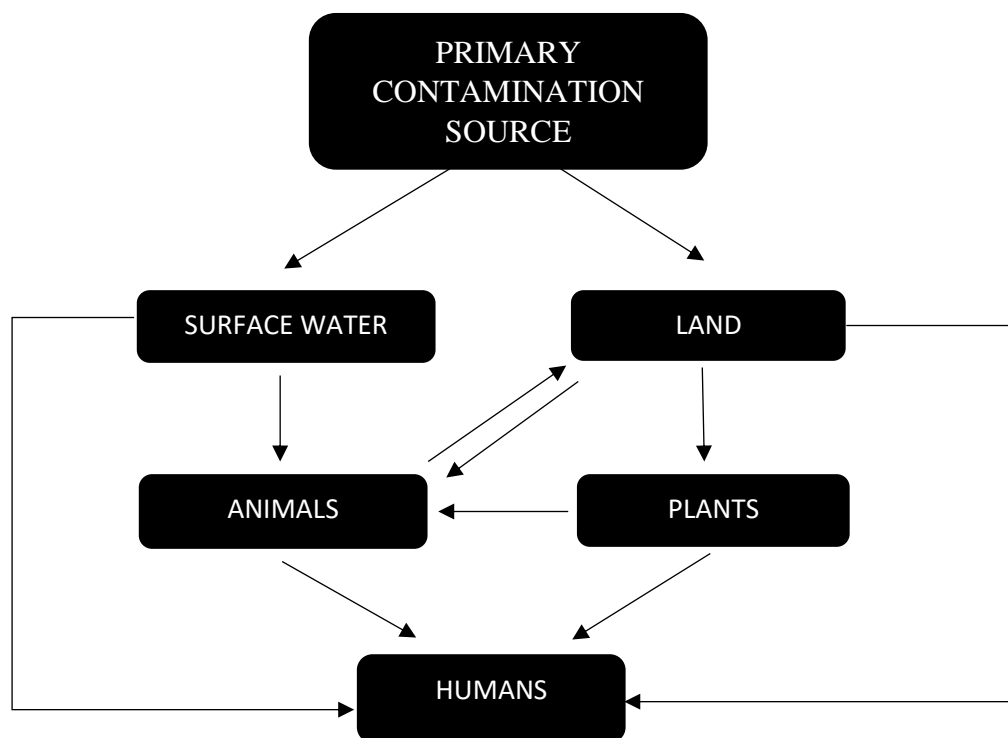 PRIMARY
CONTAMINATION
SOURCE
SURFACE WATER
LAND
ANIMALS
PLANTS
HUMANS